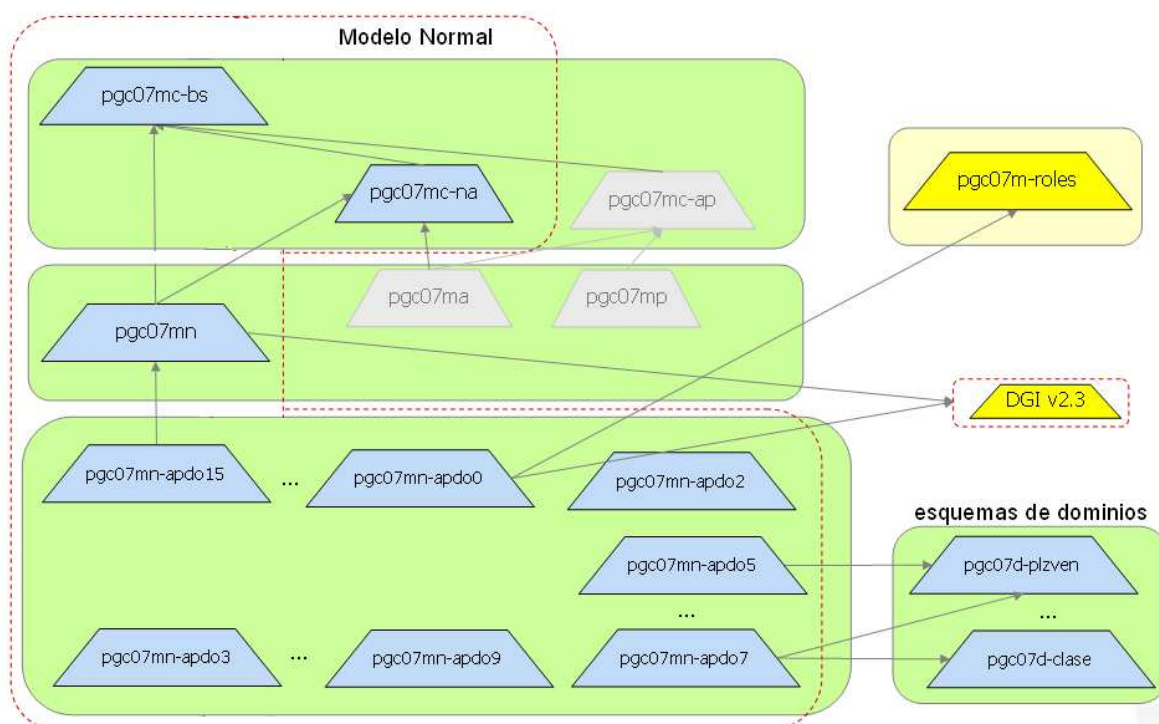 Modelo Normal
pgc07mc-bs
pgc07mc-na
pgc07mc-ap
pgc07m-roles
pgc07ma
pgc07mp
pgc07mn
DGI v2.3
pgc07mn-apdo15
...
pgc07mn-apdo0
pgc07mn-apdo2
esquemas de dominios
pgc07mn-apdo5
pgc07d-plzven
...
...
pgc07mn-apdo3
...
pgc07mn-apdo9
pgc07mn-apdo7
pgc07d-clase